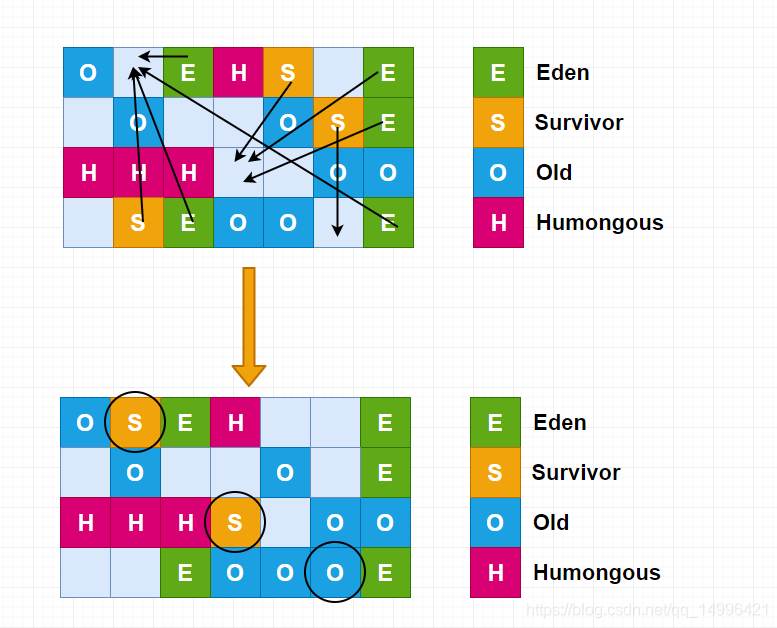 O E H S E E Eden
O O S E S Survivor
H H H O O O Old
S E O O E H Humongous
O S E H E E Eden
O O E S Survivor
H H H S O O O Old
E O O O E H Humongous
https://blog.csdn.net/qq_14996421